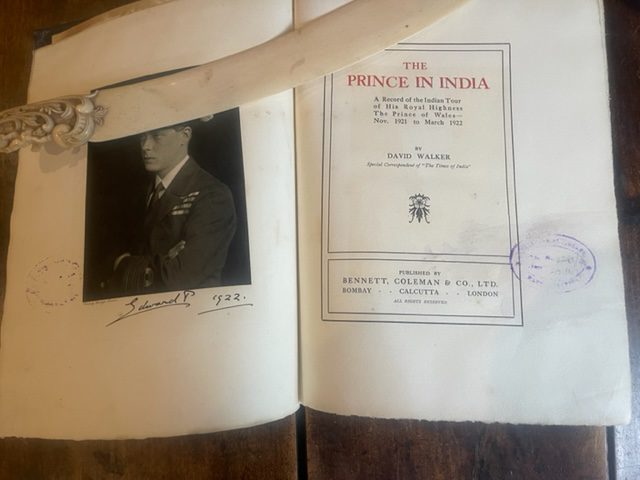 Edward P 1922.
THE
PRINCE IN INDIA
A Record of the Indian Tour
of His Royal Highness
The Prince of Wales—
Nov. 1921 to March 1922
BY
DAVID WALKER
Special Correspondent of "The Times of India"
PUBLISHED BY
BENNETT, COLEMAN & CO., LTD.
BOMBAY - - CALCUTTA - - LONDON
ALL RIGHTS RESERVED